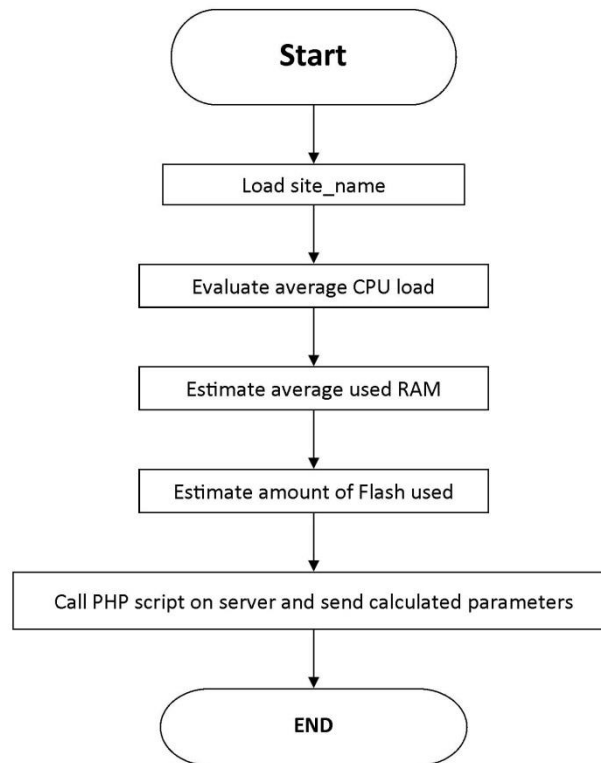 Start
Load site_name
Evaluate average CPU load
Estimate average used RAM
Estimate amount of Flash used
Call PHP script on server and send calculated parameters
END